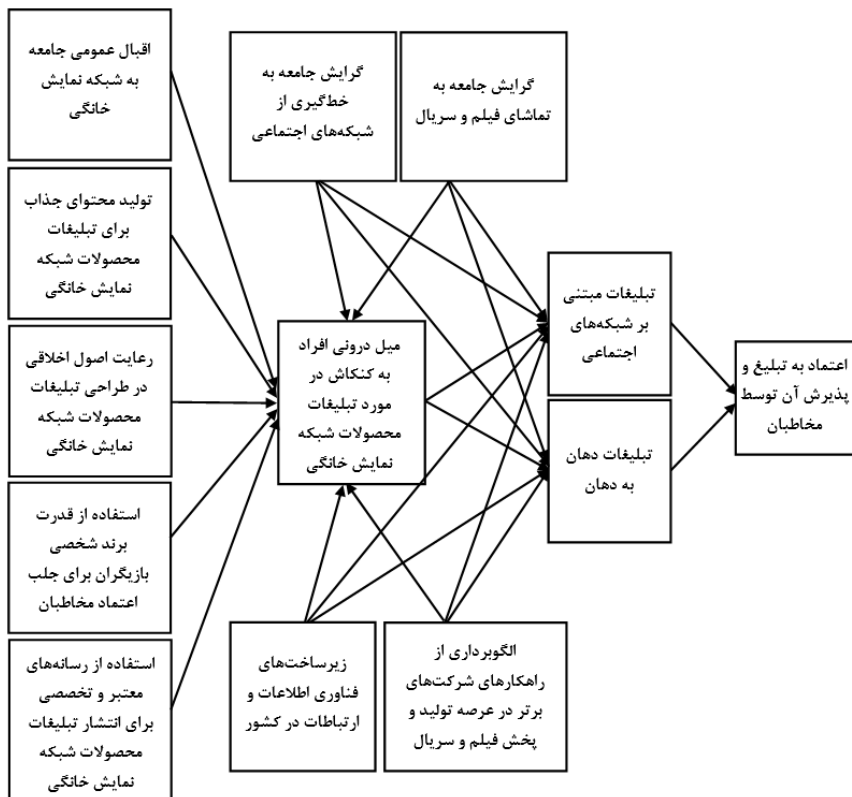 اقبال عمومی جامعه
به شبکه نمایش
خانگی
تولید محتوای جذاب
برای تبلیغات
محصولات شبکه
نمایش خانگی
رعایت اصول اخلاقی
در طراحی تبلیغات
محصولات شبکه
نمایش خانگی
استفاده از قدرت
برند شخصی
بازیگران برای جلب
اعتماد مخاطبان
استفاده از رسانه‌های
معتبر و تخصصی
برای انتشار تبلیغات
محصولات شبکه
نمایش خانگی
گرایش جامعه به
خط‌گیری از
شبکه‌های اجتماعی
گرایش جامعه به
تماشای فیلم و سریال
میل درونی افراد
به کنکاش در
مورد تبلیغات
محصولات شبکه
نمایش خانگی
زیرساخت‌های
فناوری اطلاعات و
ارتباطات در کشور
الگوبرداری از
راهکارهای شرکت‌های
برتر در عرصه تولید و
پخش فیلم و سریال
تبلیغات مبتنی
بر شبکه‌های
اجتماعی
تبلیغات دهان
به دهان
اعتماد به تبلیغ و
پذیرش آن توسط
مخاطبان